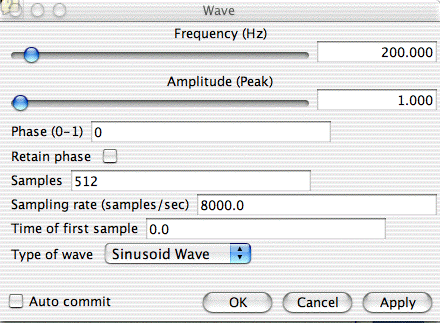 Wave
Frequency (Hz)
200.000
Amplitude (Peak)
1.000
Phase (0-1) 0
Retain phase
Samples 512
Sampling rate (samples/sec) 8000.0
Time of first sample 0.0
Type of wave Sinusoid Wave
Auto commit OK Cancel Apply